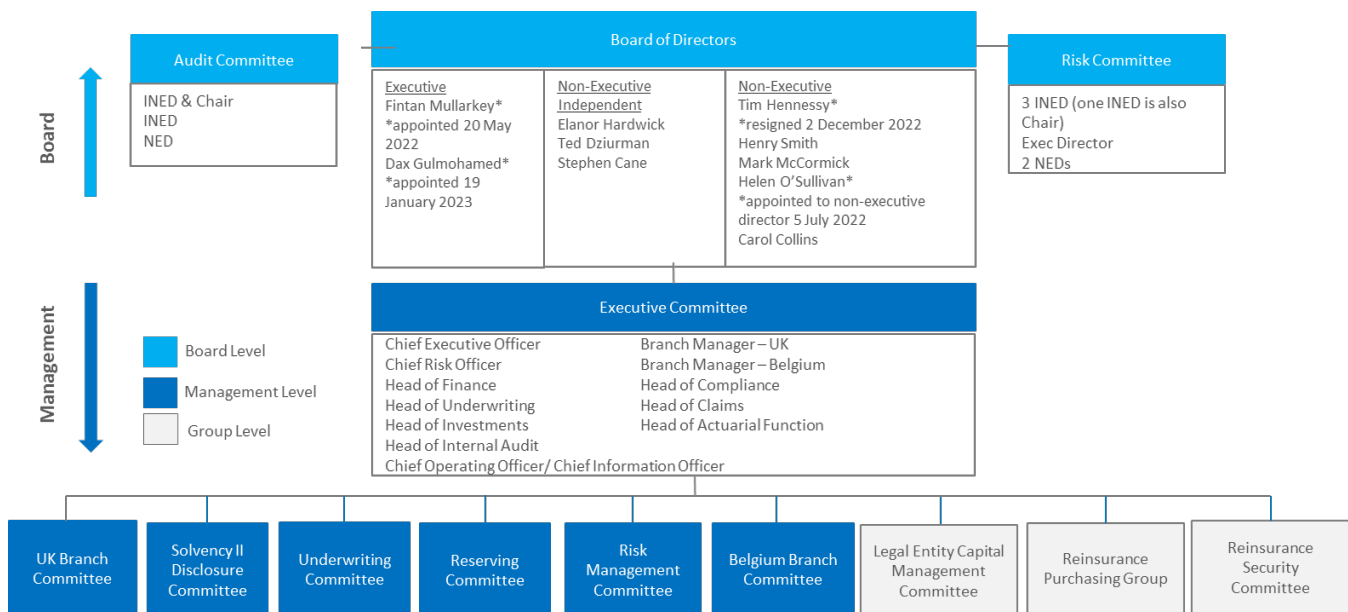 Board of Directors
Audit Committee
Risk Committee
INED & Chair
INED
NED
Executive
Fintan Mullarkey*
*appointed 20 May
2022
Dax Gulmohamed*
*appointed 19
January 2023
Non-Executive
Independent
Elanor Hardwick
Ted Dziurman
Stephen Cane
Non-Executive
Tim Hennessy*
*resigned 2 December 2022
Henry Smith
Mark McCormick
Helen O’Sullivan*
*appointed to non-executive
director 5 July 2022
Carol Collins
3 INED (one INED is also
Chair)
Exec Director
2 NEDs
Board
Management
Board Level
Management Level
Group Level
Executive Committee
Chief Executive Officer
Chief Risk Officer
Head of Finance
Head of Underwriting
Head of Investments
Head of Internal Audit
Chief Operating Officer/ Chief Information Officer
Branch Manager – UK
Branch Manager – Belgium
Head of Compliance
Head of Claims
Head of Actuarial Function
UK Branch
Committee
Solvency II
Disclosure
Committee
Underwriting
Committee
Reserving
Committee
Risk
Management
Committee
Belgium Branch
Committee
Legal Entity Capital
Management
Committee
Reinsurance
Purchasing Group
Reinsurance
Security
Committee